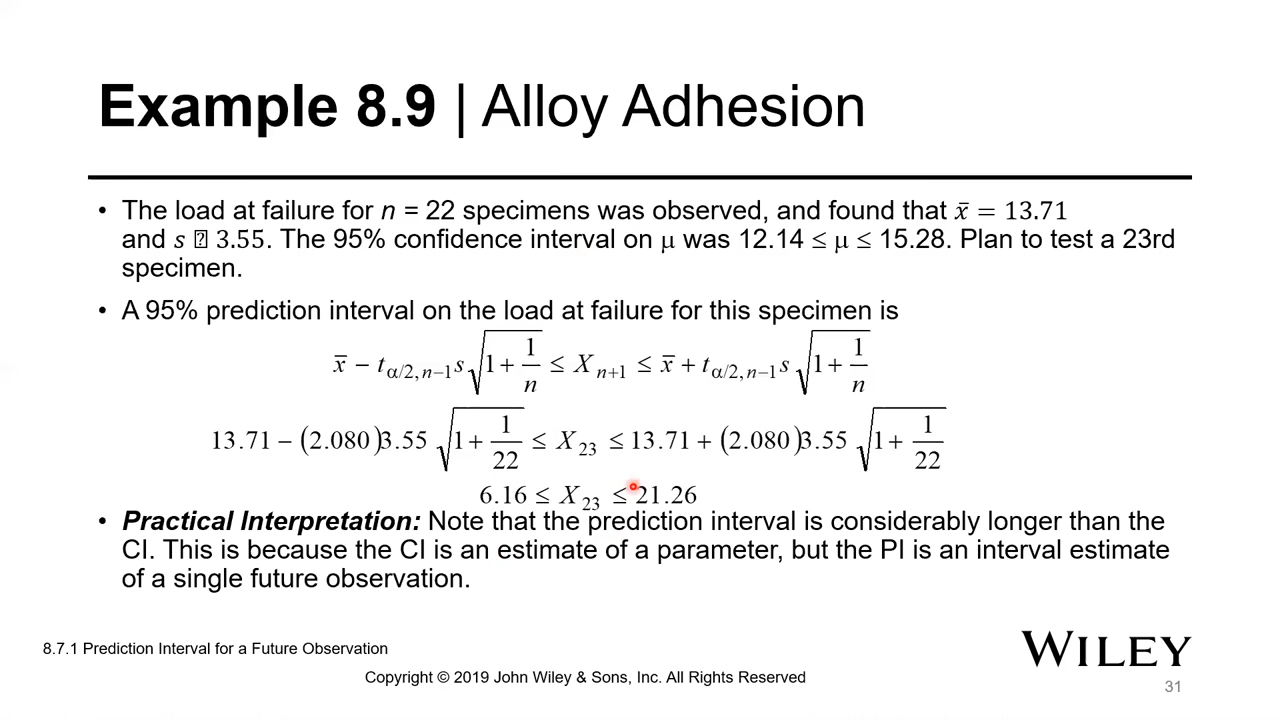 Example 8.9 | Alloy Adhesion
• The load at failure for n = 22 specimens was observed, and found that x̄ = 13.71
and s ⍰ 3.55. The 95% confidence interval on μ was 12.14 ≤ μ ≤ 15.28. Plan to test a 23rd
specimen.
• A 95% prediction interval on the load at failure for this specimen is
x̄ − t_{α/2, n−1} s √(1 + 1/n) ≤ X_{n+1} ≤ x̄ + t_{α/2, n−1} s √(1 + 1/n)
13.71 − (2.080)3.55 √(1 + 1/22) ≤ X_{23} ≤ 13.71 + (2.080)3.55 √(1 + 1/22)
6.16 ≤ X_{23} ≤ 21.26
• Practical Interpretation: Note that the prediction interval is considerably longer than the
CI. This is because the CI is an estimate of a parameter, but the PI is an interval estimate
of a single future observation.
8.7.1 Prediction Interval for a Future Observation
WILEY
Copyright © 2019 John Wiley & Sons, Inc. All Rights Reserved
31